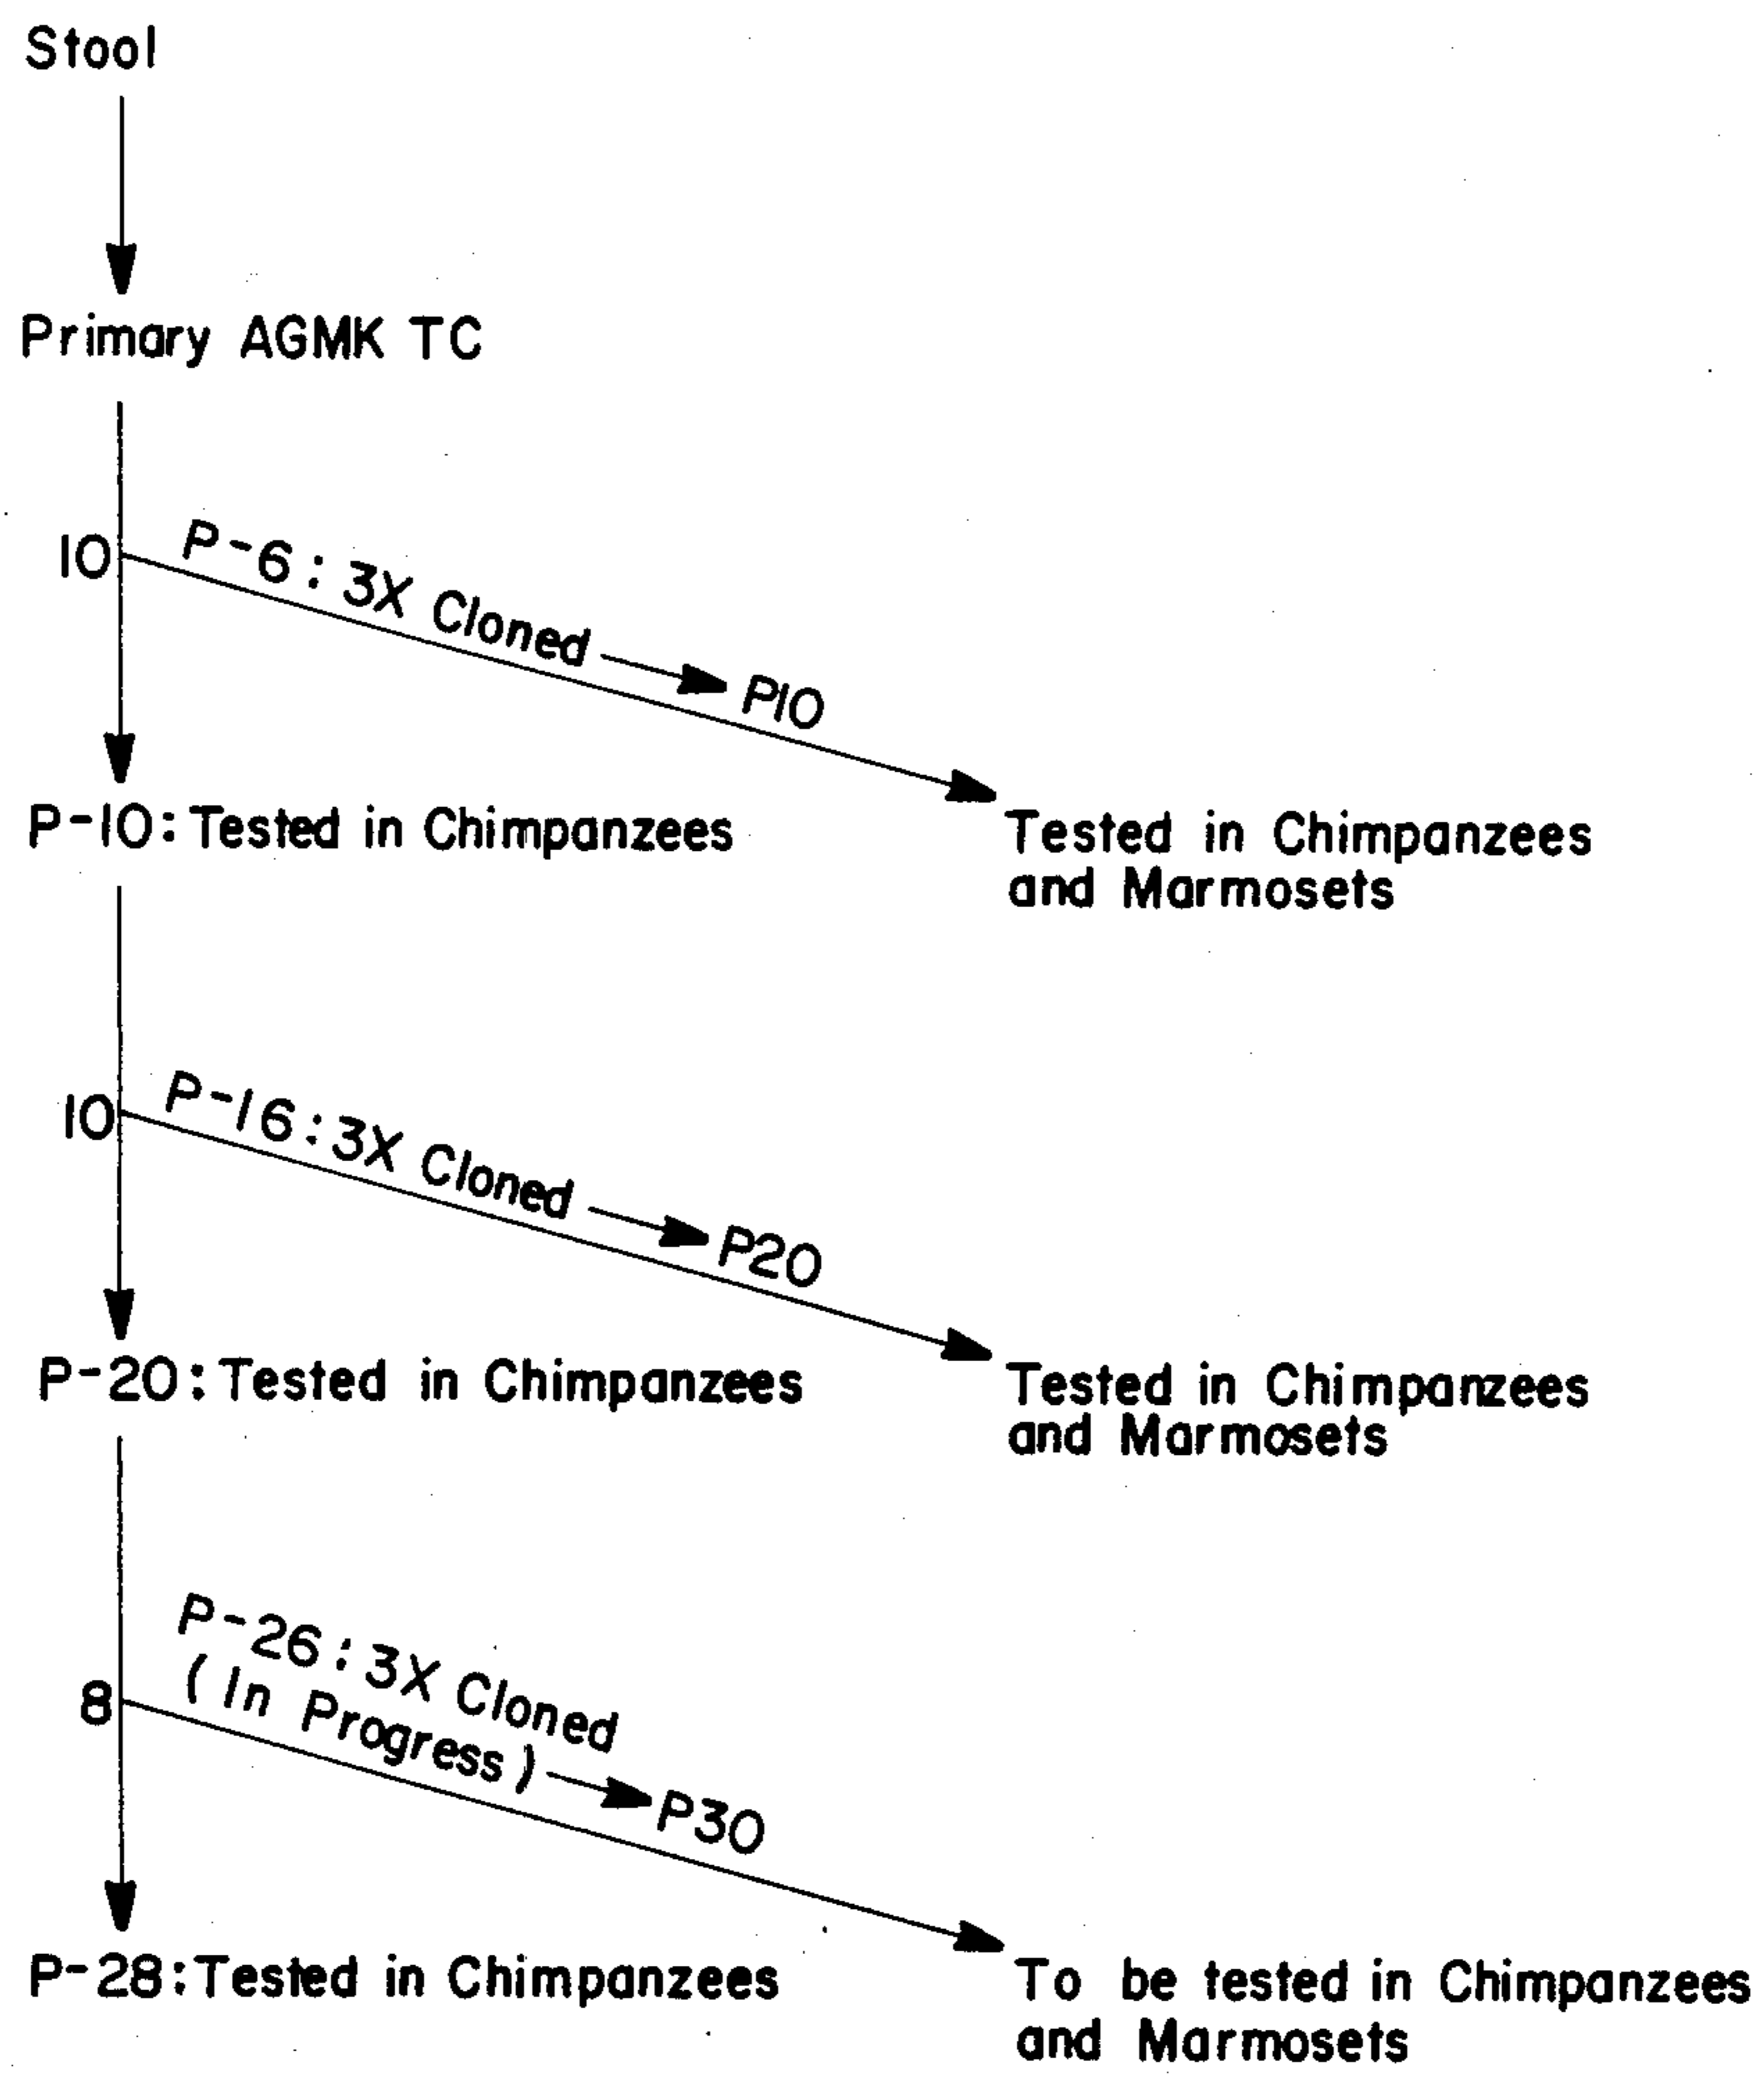 Stool
Primary AGMK TC
10
P-6: 3X Cloned → P10
P-10: Tested in Chimpanzees
Tested in Chimpanzees
and Marmosets
10
P-16: 3X Cloned → P20
P-20: Tested in Chimpanzees
Tested in Chimpanzees
and Marmosets
8
P-26: 3X Cloned
(In Progress) → P30
P-28: Tested in Chimpanzees
To be tested in Chimpanzees
and Marmosets